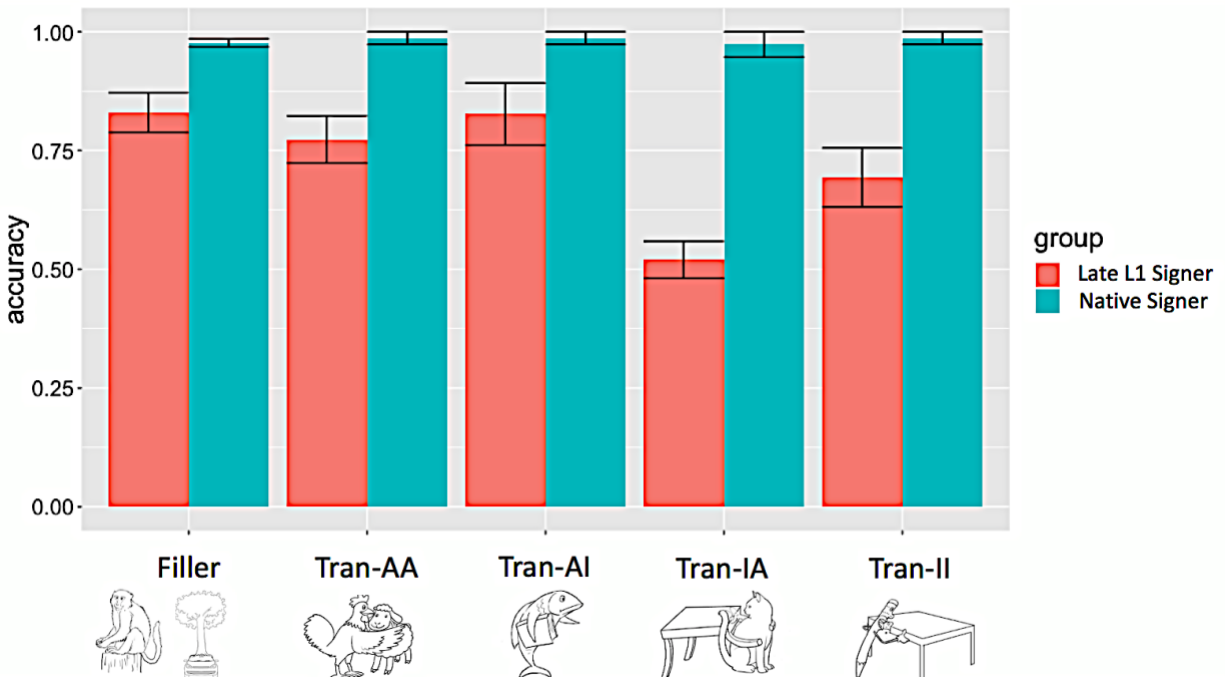 1.00
0.75
0.50
0.25
0.00
accuracy
group
Late L1 Signer
Native Signer
Filler Tran-AA Tran-AI Tran-IA Tran-II